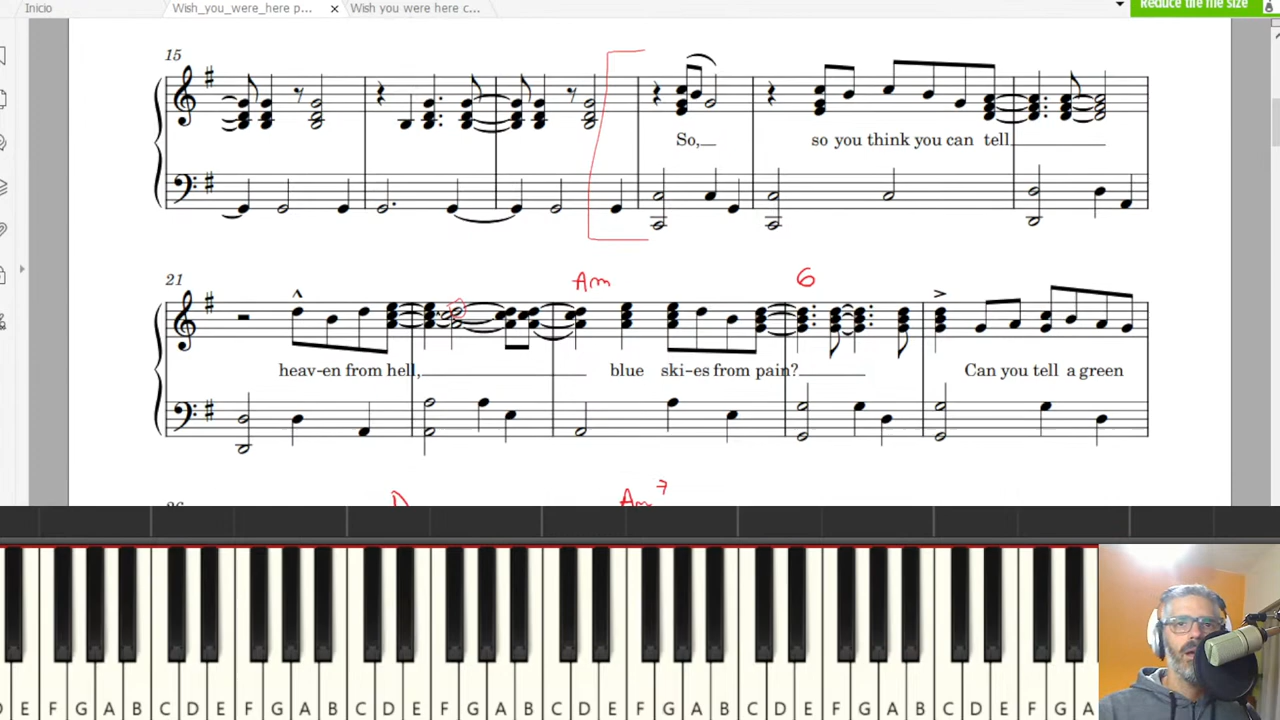 Inicio
Wish_you_were_here p...
Wish you were here c...
Reduce the file size
15
So,
so you think you can tell
21
Am
G
heav-en from hell,
blue ski-es from pain?
Can you tell a green
D
Am7
D E F G A B C D E F G A B C D E F G A B C D E F G A B C D E F G A B C D E F G A